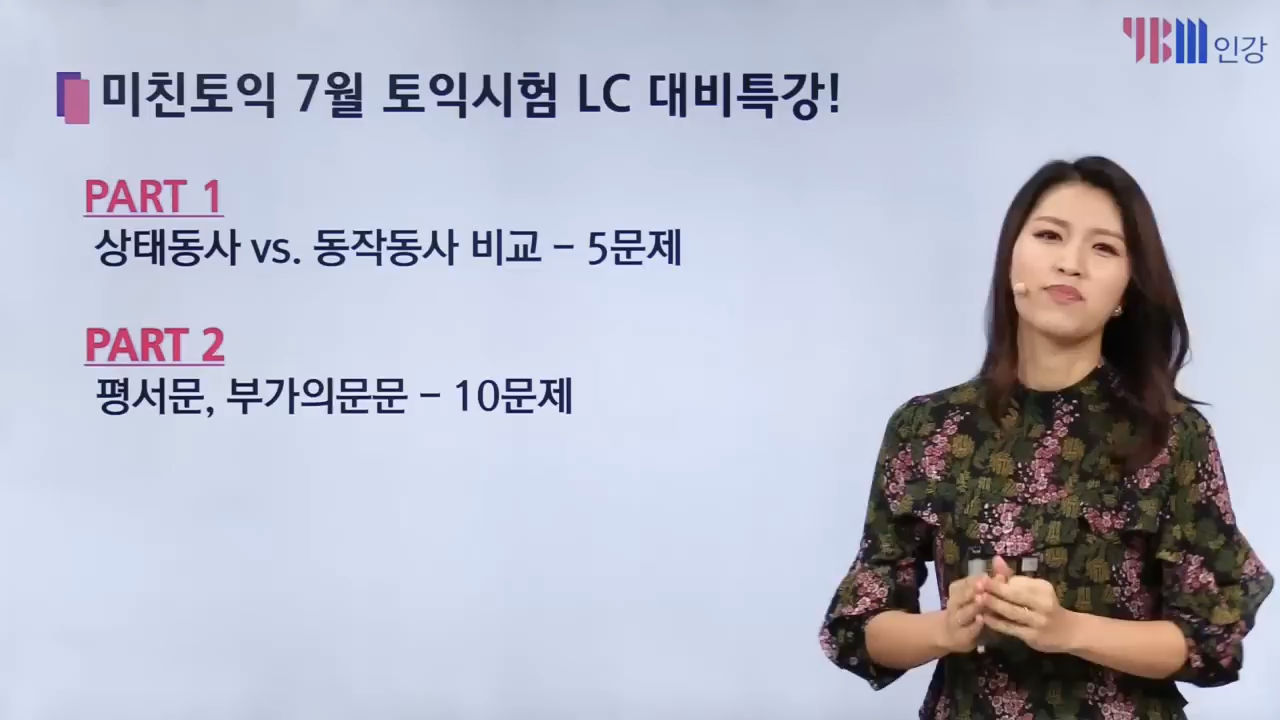 YBM 인강
미친토익 7월 토익시험 LC 대비특강!
PART 1
상태동사 vs. 동작동사 비교 - 5문제
PART 2
평서문, 부가의문문 - 10문제